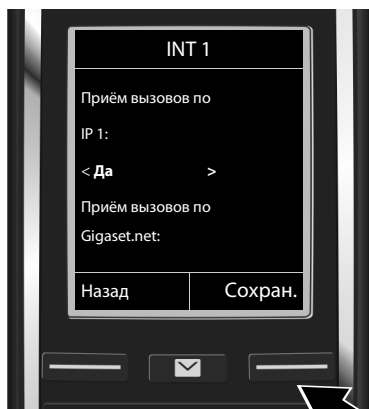 INT 1
Приём вызовов по
IP 1:
< Да >
Приём вызовов по
Gigaset.net:
Назад Сохран.